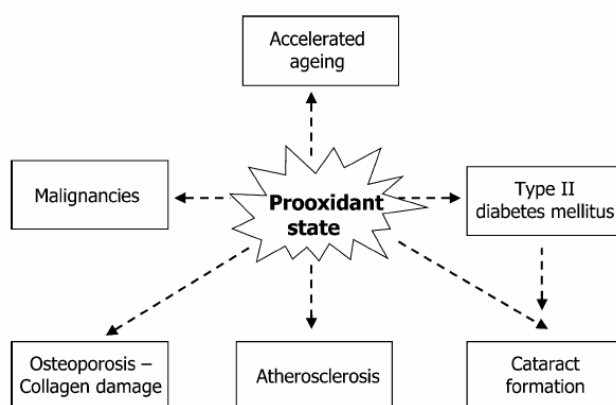 Accelerated
ageing
Malignancies
Prooxidant
state
Type II
diabetes mellitus
Osteoporosis –
Collagen damage
Atherosclerosis
Cataract
formation